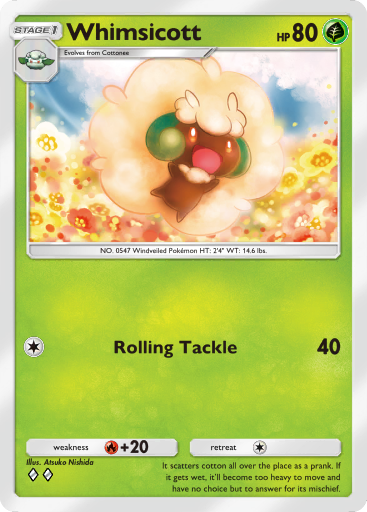 STAGE 1
Whimsicott
HP 80
Evolves from Cottonee
NO. 0547 Windveiled Pokémon HT: 2'4" WT: 14.6 lbs.
Rolling Tackle 40
weakness +20 retreat
Illus. Atsuko Nishida
It scatters cotton all over the place as a prank. If
it gets wet, it'll become too heavy to move and
have no choice but to answer for its mischief.